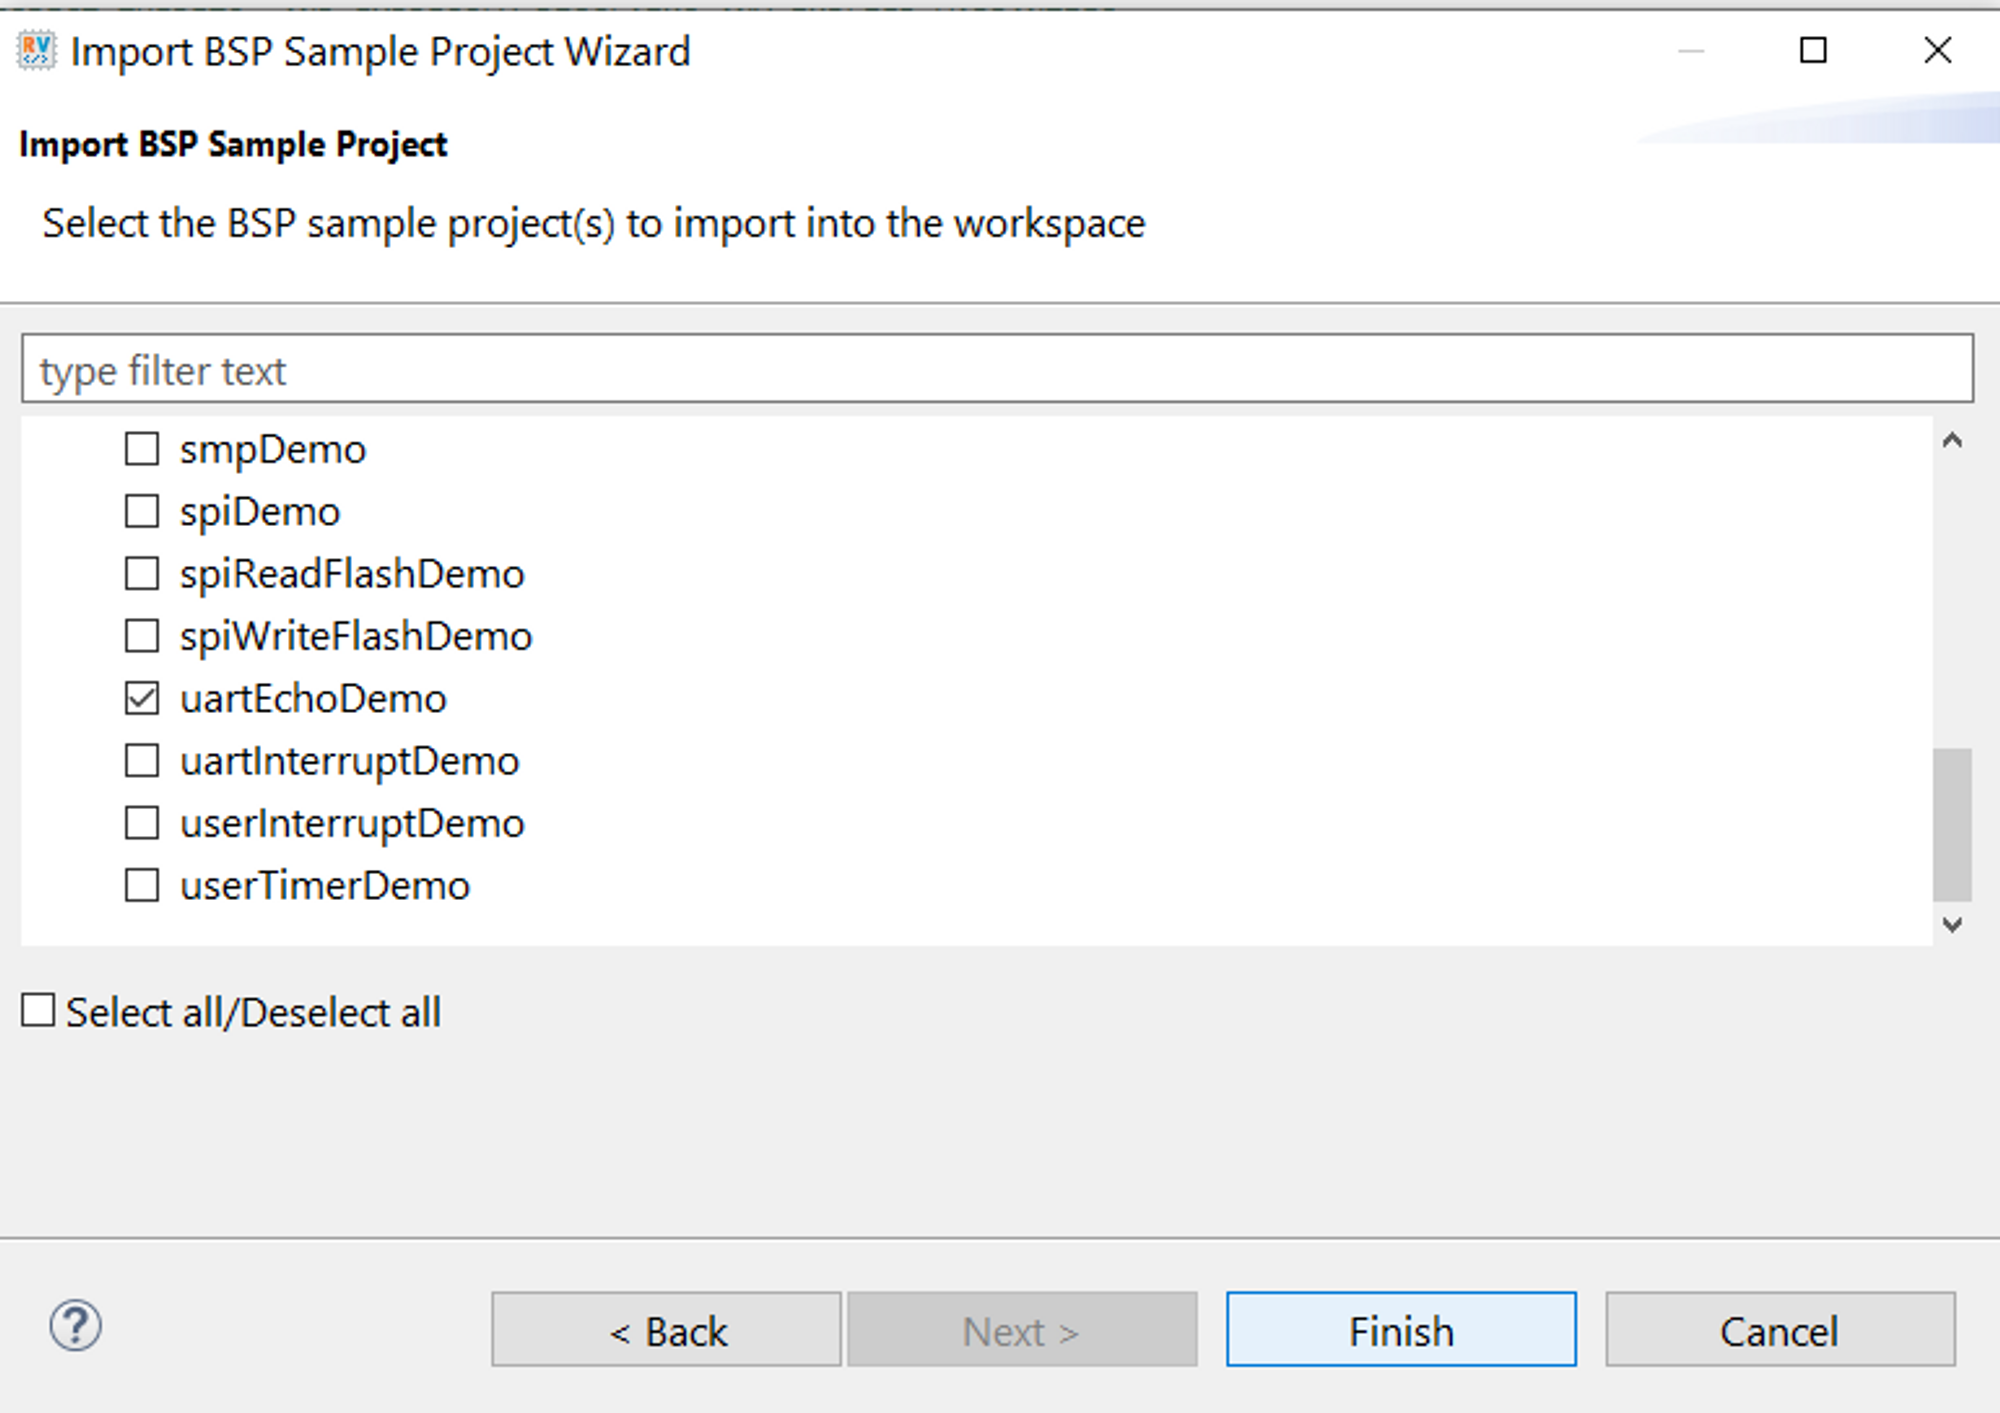 Import BSP Sample Project Wizard
Import BSP Sample Project
Select the BSP sample project(s) to import into the workspace
type filter text
smpDemo
spiDemo
spiReadFlashDemo
spiWriteFlashDemo
uartEchoDemo
uartInterruptDemo
userInterruptDemo
userTimerDemo
Select all/Deselect all
? < Back Next > Finish Cancel